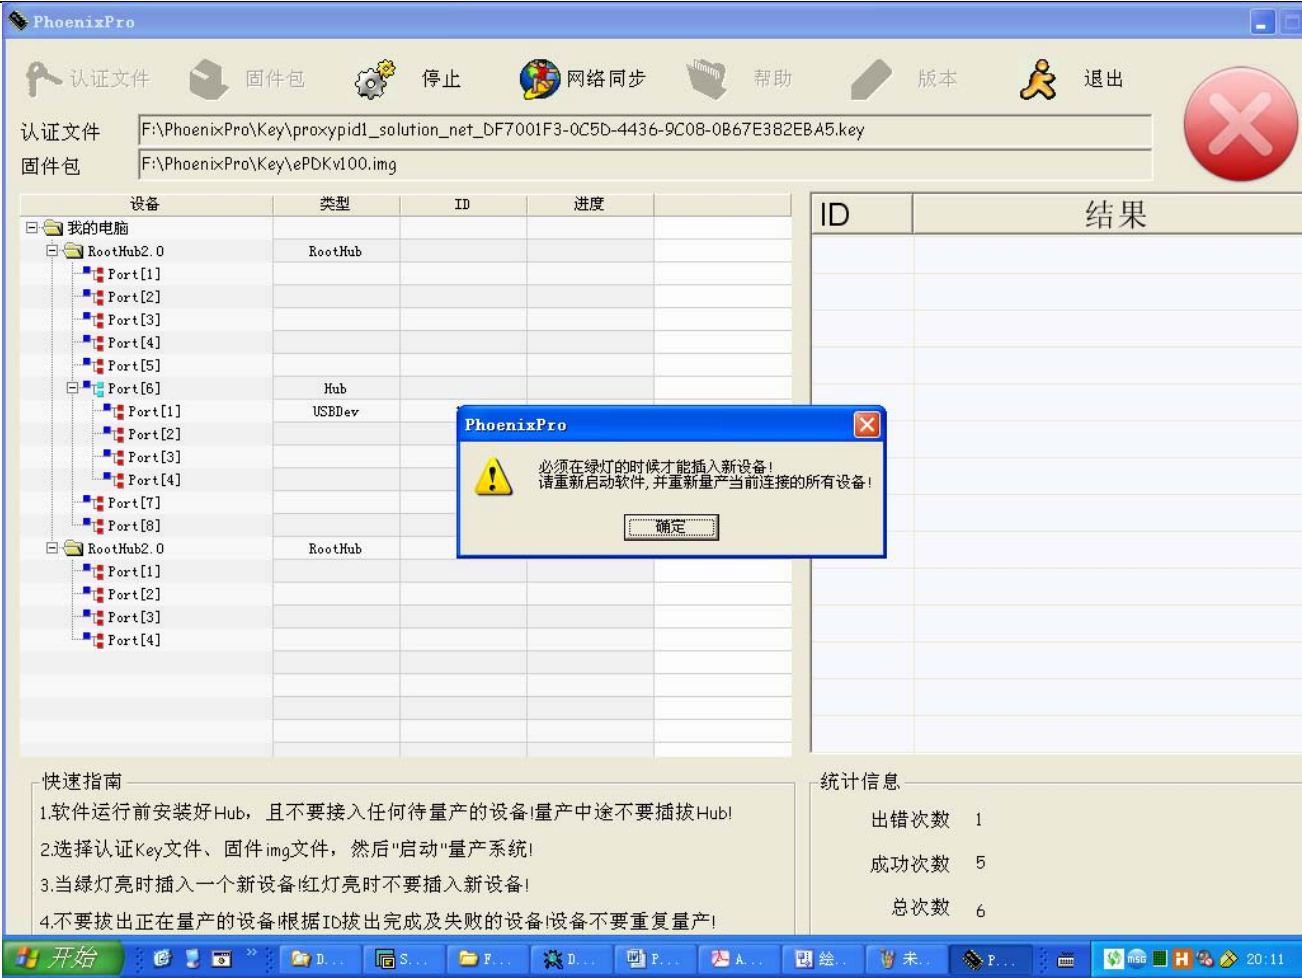 PhoenixPro
认证文件 固件包 停止 网络同步 帮助 版本 退出
认证文件 F:\PhoenixPro\Key\proxypid1_solution_net_DF7001F3-0C5D-4436-9C08-0B67E382EBA5.key
固件包 F:\PhoenixPro\Key\ePDKv100.img
设备 类型 ID 进度
ID 结果
我的电脑
RootHub2.0 RootHub
Port[1]
Port[2]
Port[3]
Port[4]
Port[5]
Port[6] Hub
Port[1] USBDev
Port[2]
Port[3]
Port[4]
Port[7]
Port[8]
RootHub2.0 RootHub
Port[1]
Port[2]
Port[3]
Port[4]
PhoenixPro
必须在绿灯的时候才能插入新设备!
请重新启动软件,并重新量产当前连接的所有设备!
确定
快速指南
1.软件运行前安装好Hub，且不要接入任何待量产的设备!量产中途不要插拔Hub!
2.选择认证Key文件、固件img文件，然后"启动"量产系统!
3.当绿灯亮时插入一个新设备!红灯亮时不要插入新设备!
4.不要拔出正在量产的设备!根据ID拔出完成及失败的设备!设备不要重复量产!
统计信息
出错次数 1
成功次数 5
总次数 6
开始 D... S... F... D... P... A... 绘.. 未.. P... msg H 20:11